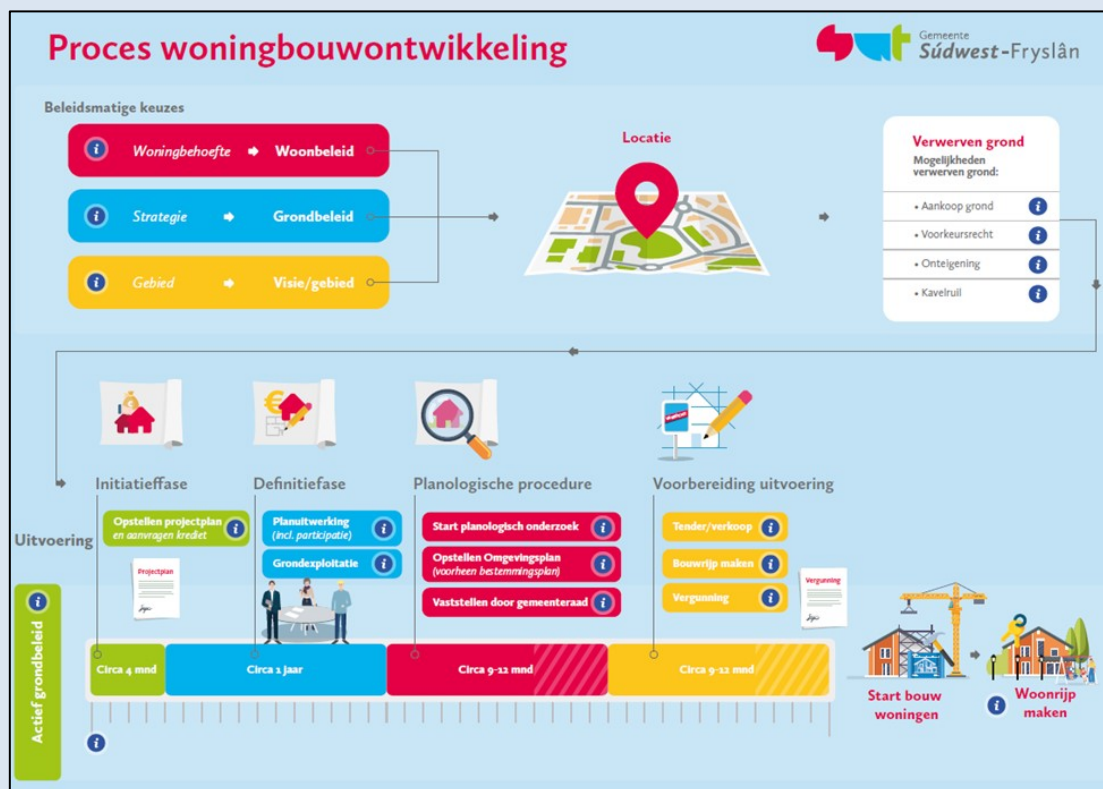 Proces woningbouwontwikkeling
Gemeente
Súdwest-Fryslân
Beleidsmatige keuzes
Woningbehoefte Woonbeleid
Strategie Grondbeleid
Gebied Visie/gebied
Locatie
Verwerven grond
Mogelijkheden
verwerven grond:
• Aankoop grond
• Voorkeursrecht
• Onteigening
• Kavelruil
Uitvoering
Initiatieffase
Opstellen projectplan
en aanvragen krediet
Projectplan
Definitiefase
Planuitwerking
(incl. participatie)
Grondexploitatie
Planologische procedure
Start planologisch onderzoek
Opstellen Omgevingsplan
(voorheen bestemmingsplan)
Vaststellen door gemeenteraad
Voorbereiding uitvoering
Tender/verkoop
Bouwrijp maken
Vergunning
Vergunning
Actief grondbeleid
Circa 4 mnd
Circa 1 jaar
Circa 9-12 mnd
Circa 9-12 mnd
Start bouw
woningen
Woonrijp
maken